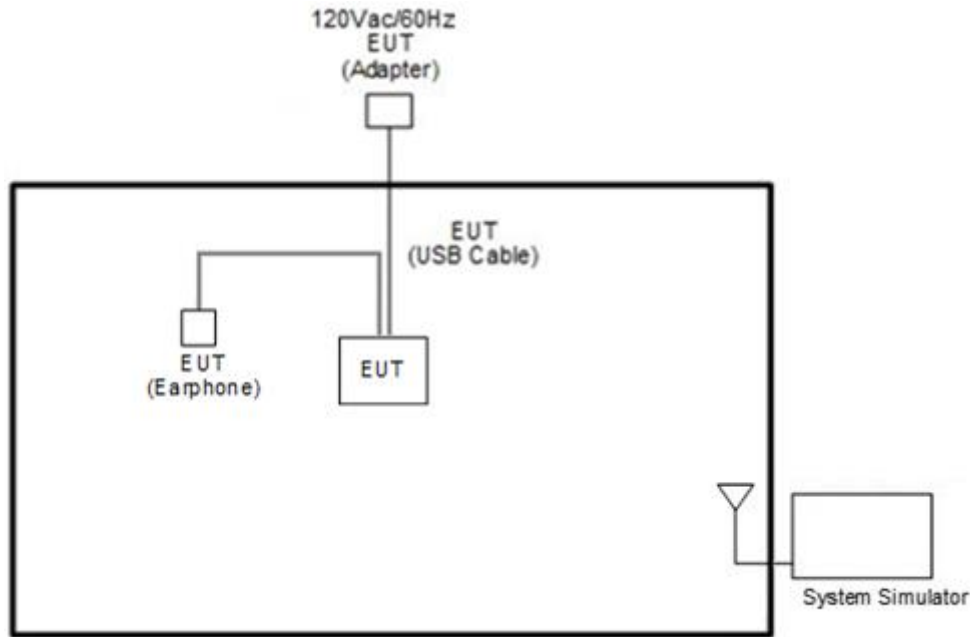 120Vac/60Hz
EUT
(Adapter)
EUT
(USB Cable)
EUT
(Earphone)
EUT
System Simulator